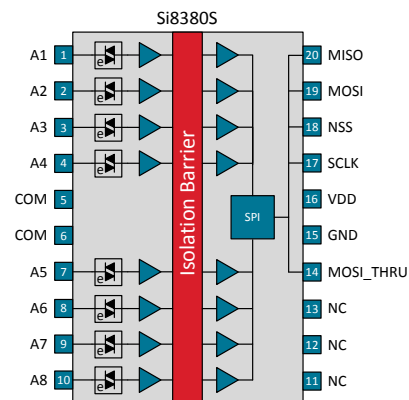 Si8380S
A1 1 e 20 MISO
A2 2 e 19 MOSI
A3 3 e 18 NSS
A4 4 e 17 SCLK
COM 5 16 VDD
SPI
COM 6 15 GND
A5 7 e 14 MOSI_THRU
A6 8 e 13 NC
A7 9 e 12 NC
A8 10 e 11 NC
Isolation Barrier